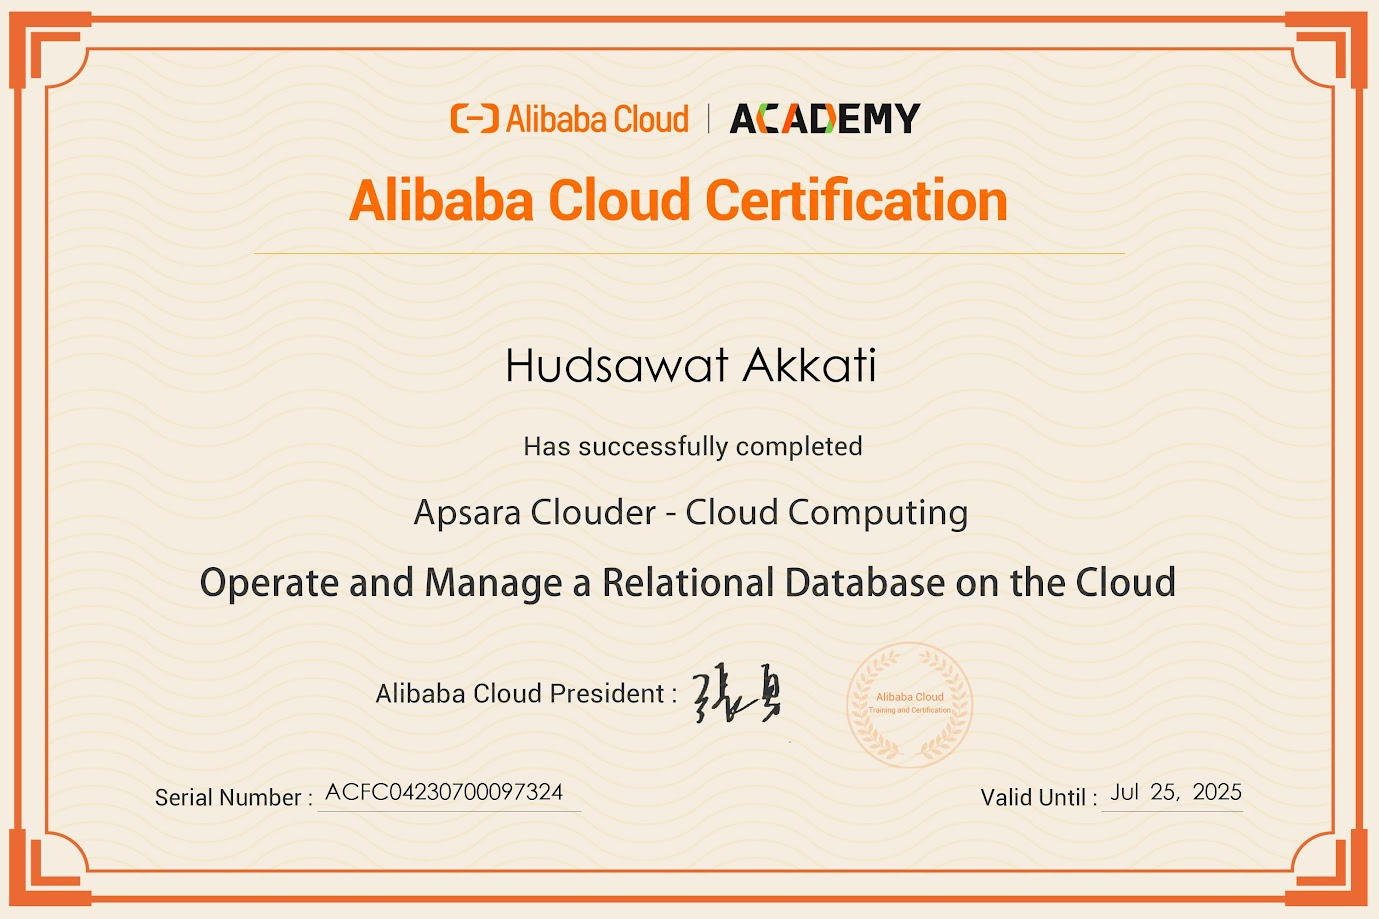 Alibaba Cloud | ACADEMY
Alibaba Cloud Certification
Hudsawat Akkati
Has successfully completed
Apsara Clouder - Cloud Computing
Operate and Manage a Relational Database on the Cloud
Alibaba Cloud President :
Alibaba Cloud
Training and Certification
Serial Number : ACFC04230700097324
Valid Until : Jul 25, 2025